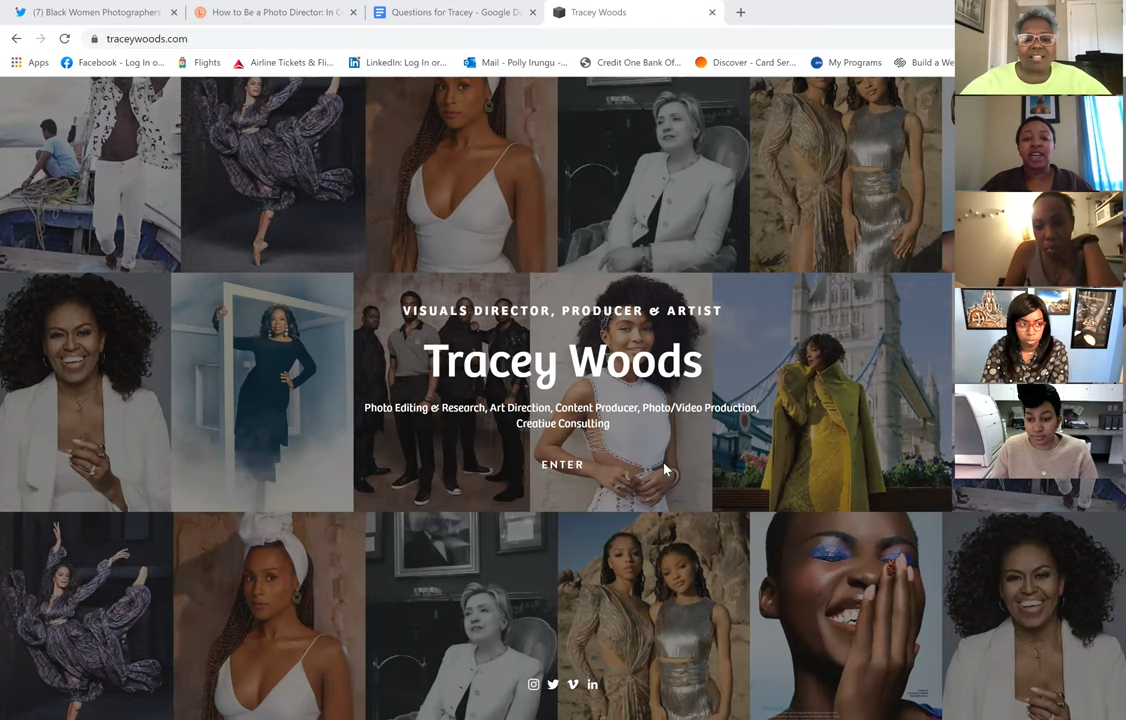 (7) Black Women Photographers
How to Be a Photo Director: In C
Questions for Tracey - Google D
Tracey Woods
traceywoods.com
Apps
Facebook - Log In o...
Flights
Airline Tickets & Fli...
LinkedIn: Log In or...
Mail - Polly Irungu -...
Credit One Bank Of...
Discover - Card Ser...
My Programs
Build a We
VISUALS DIRECTOR, PRODUCER & ARTIST
Tracey Woods
Photo Editing & Research, Art Direction, Content Producer, Photo/Video Production,
Creative Consulting
ENTER